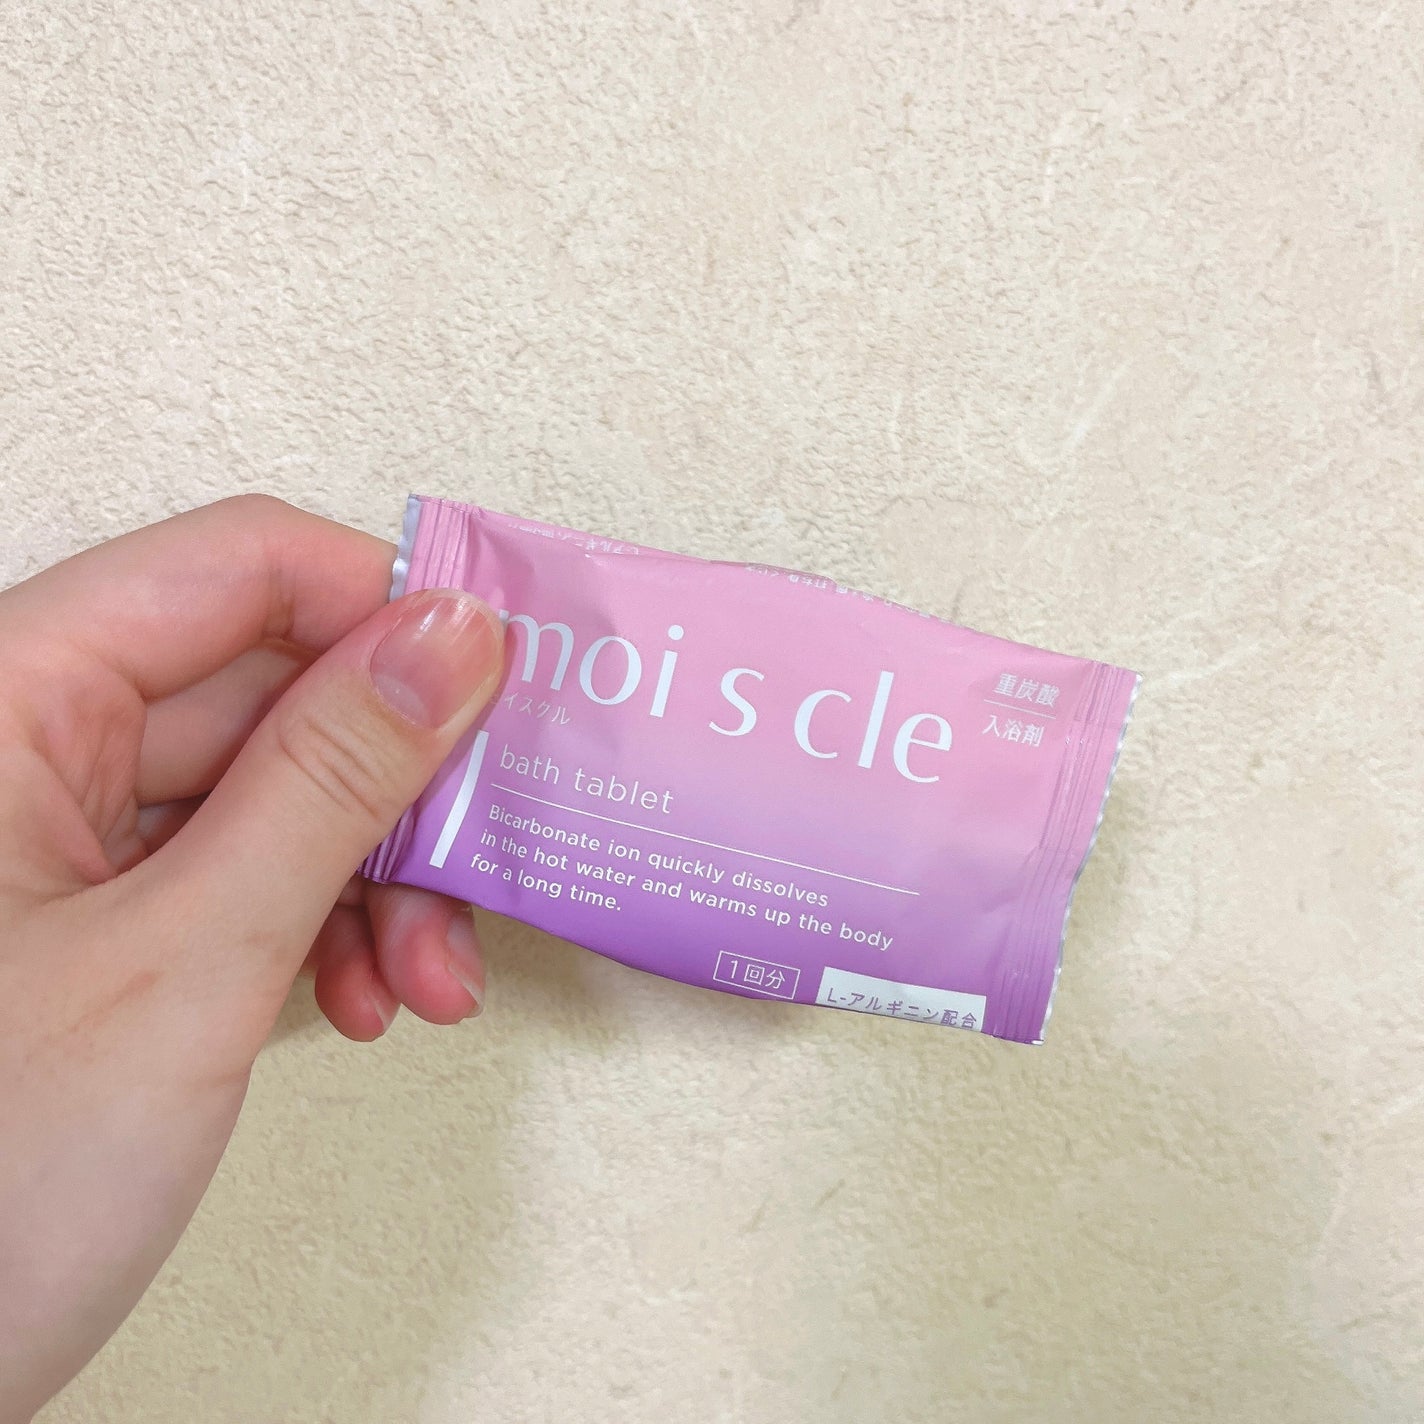 moi s cle
イスクル
重炭酸
入浴剤
bath tablet
Bicarbonate ion quickly dissolves
in the hot water and warms up the body
for a long time.
1回分
L-アルギニン配合